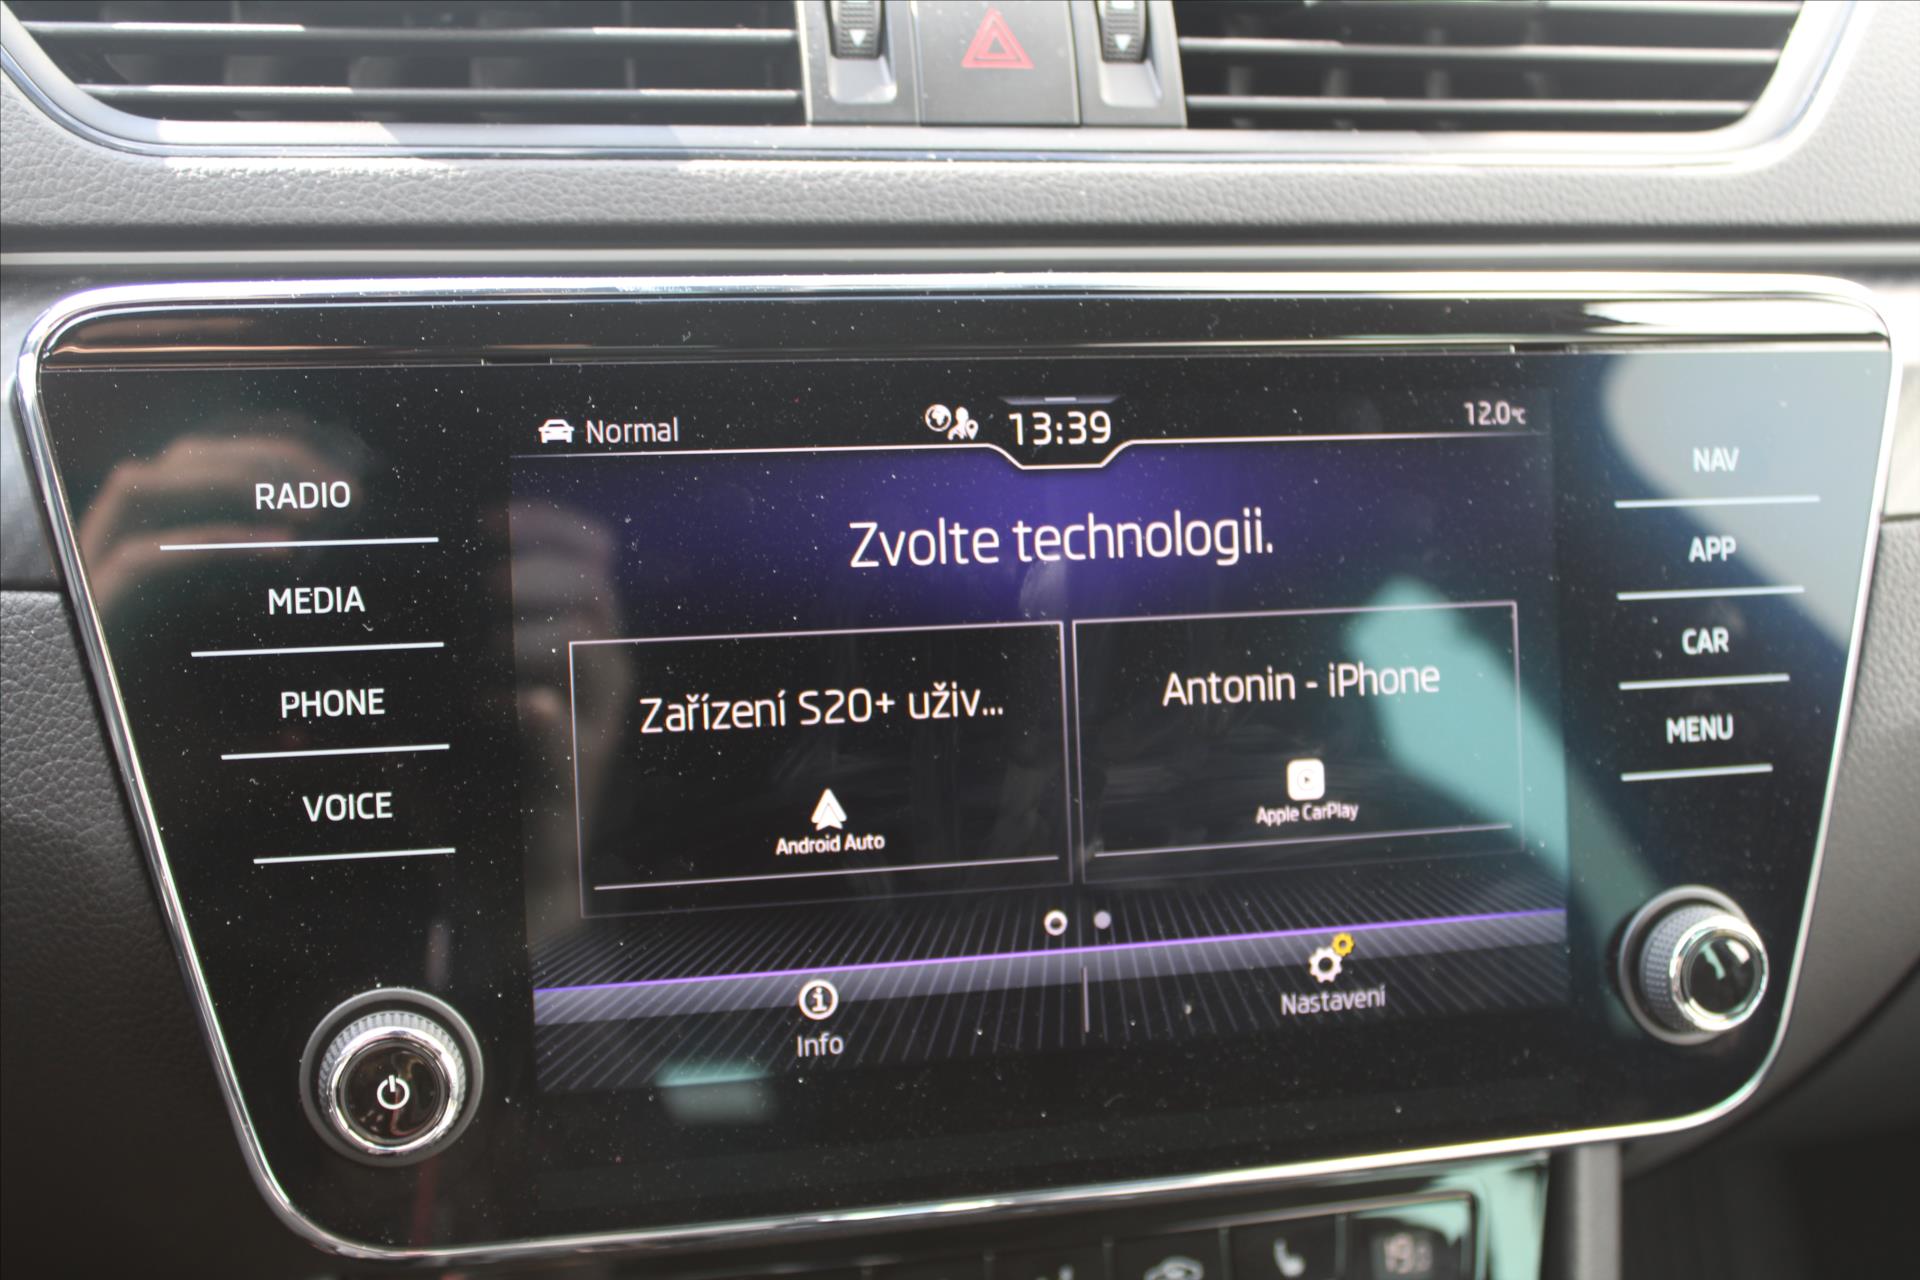 Normal
13:39
12.0°C
RADIO
MEDIA
PHONE
VOICE
Zvolte technologii.
Zařízení S20+ uživ...
Android Auto
Antonin - iPhone
Apple CarPlay
Info
Nastavení
NAV
APP
CAR
MENU